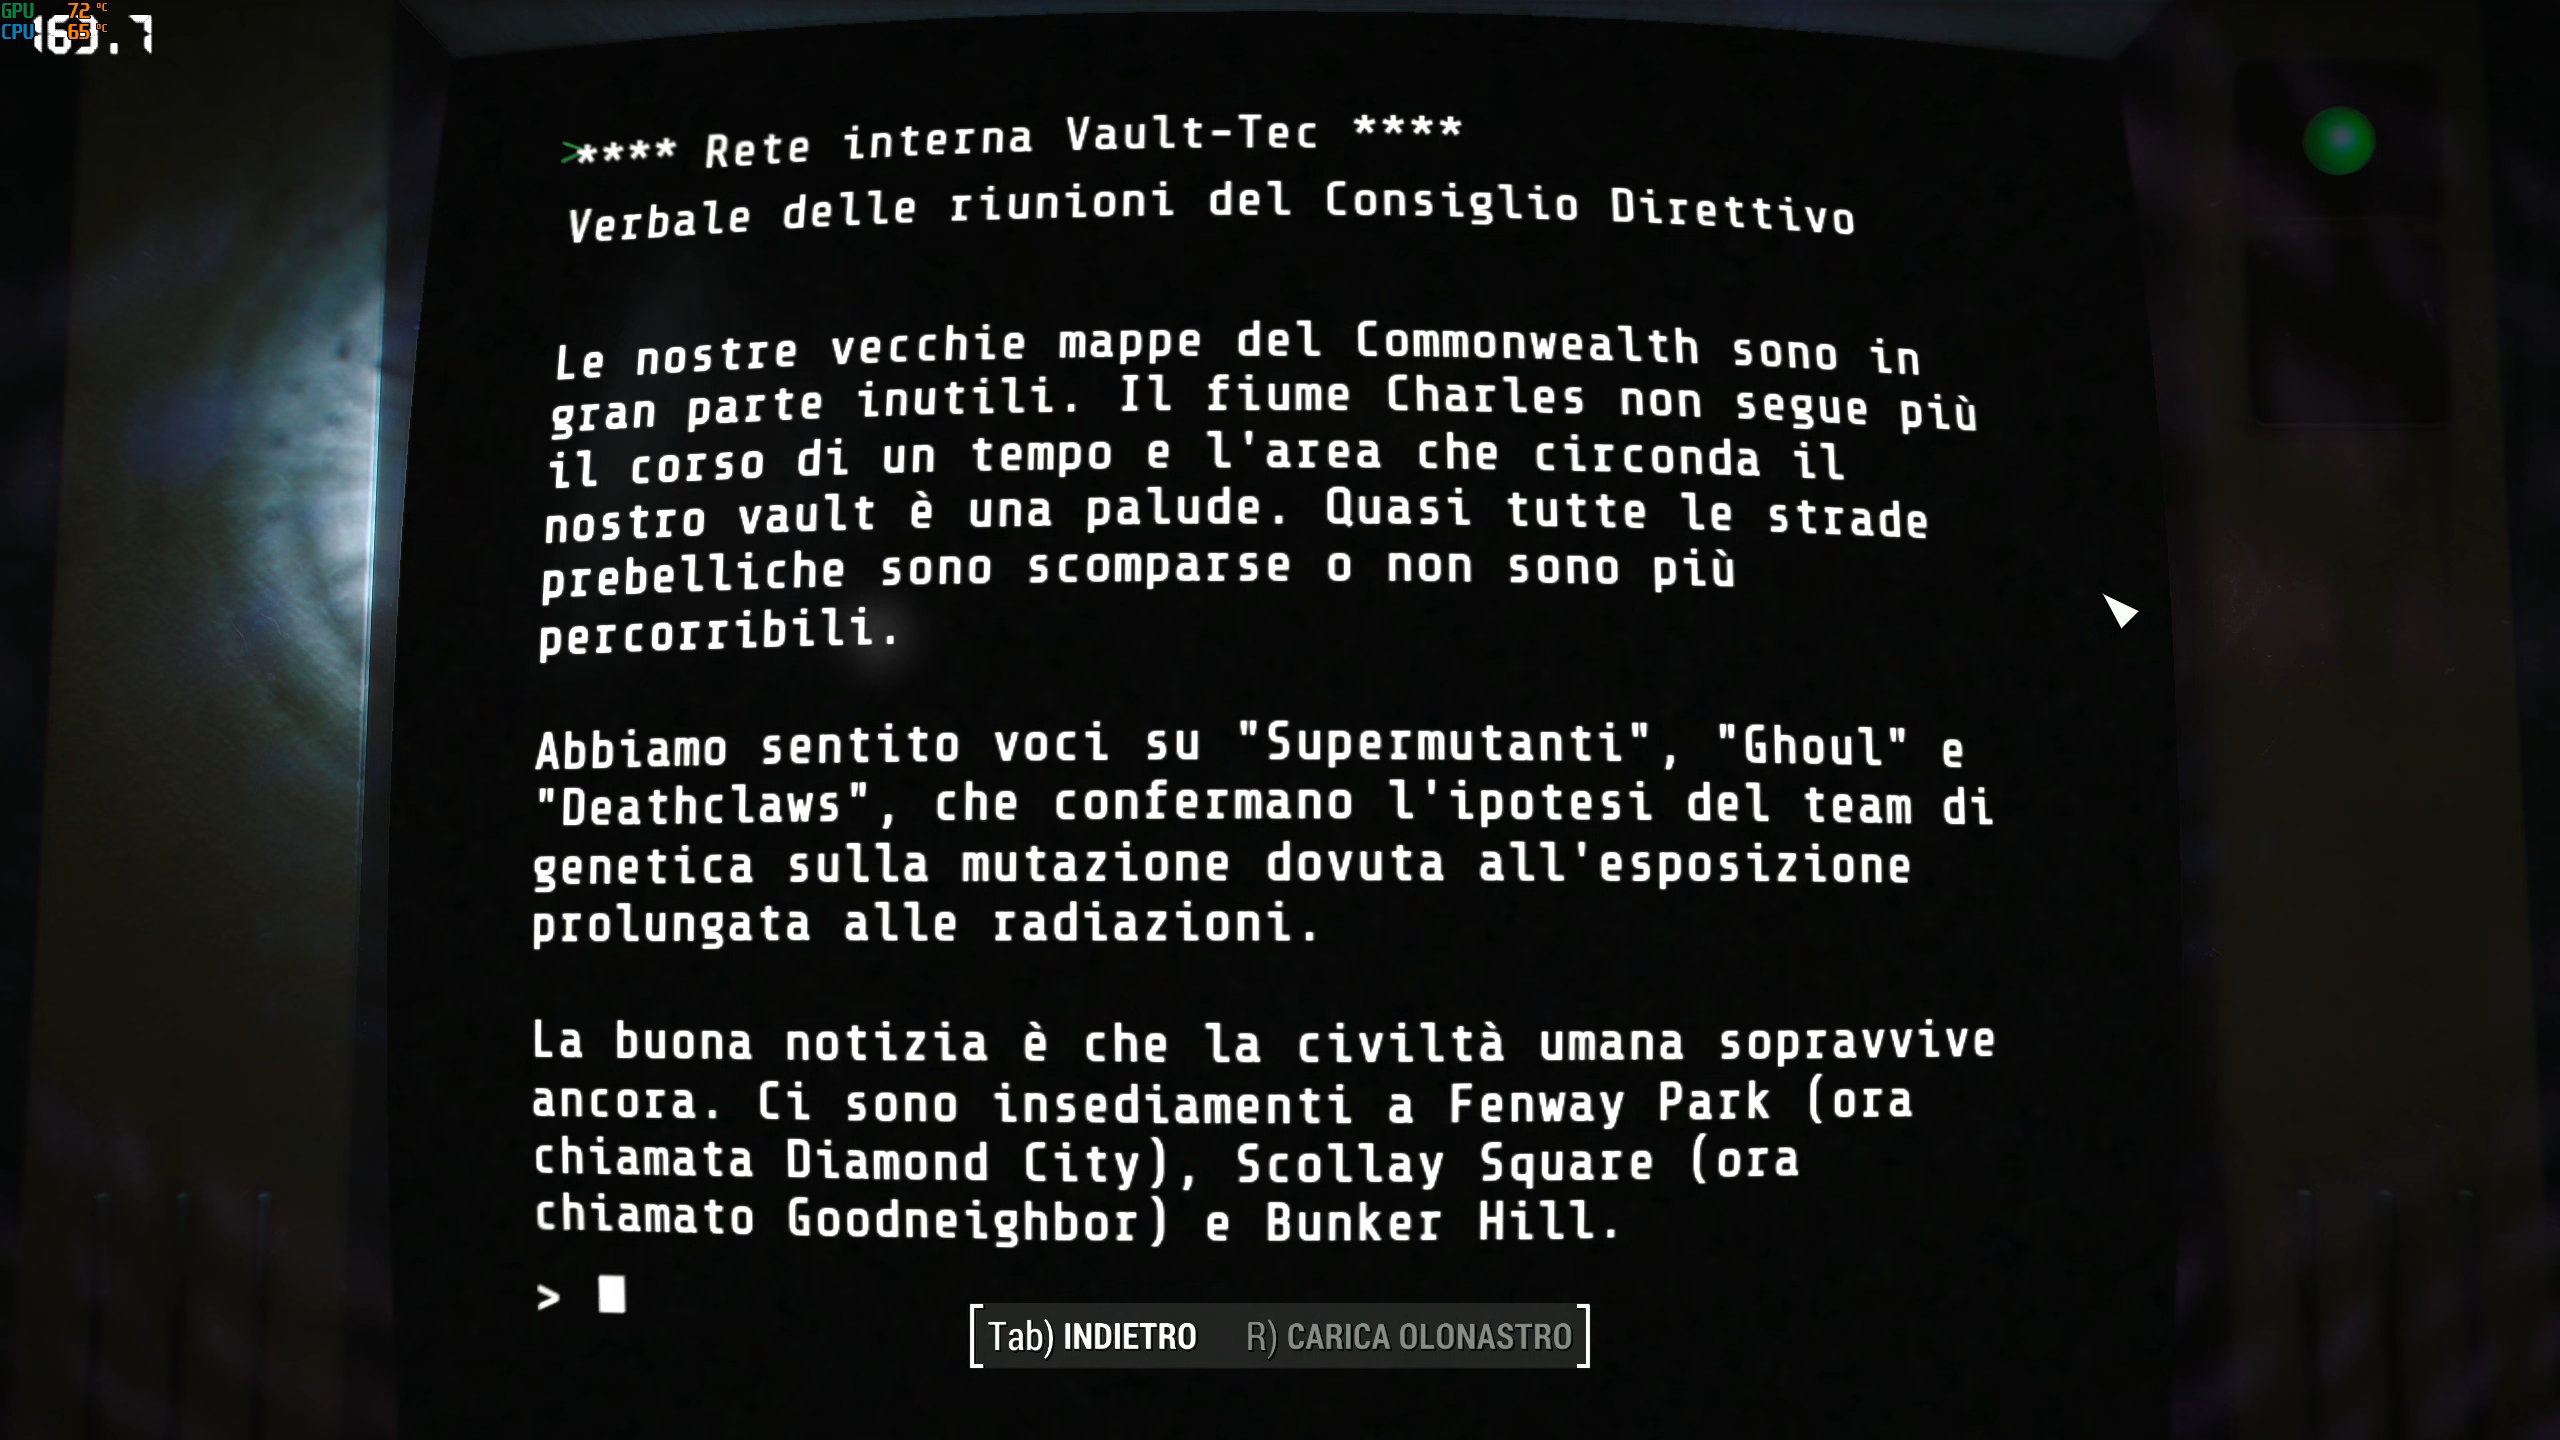 GPU 72 °C
CPU 65 °C
163.7
>**** Rete interna Vault-Tec ****
Verbale delle riunioni del Consiglio Direttivo
Le nostre vecchie mappe del Commonwealth sono in
gran parte inutili. Il fiume Charles non segue più
il corso di un tempo e l'area che circonda il
nostro vault è una palude. Quasi tutte le strade
prebelliche sono scomparse o non sono più
percorribili.
Abbiamo sentito voci su "Supermutanti", "Ghoul" e
"Deathclaws", che confermano l'ipotesi del team di
genetica sulla mutazione dovuta all'esposizione
prolungata alle radiazioni.
La buona notizia è che la civiltà umana sopravvive
ancora. Ci sono insediamenti a Fenway Park (ora
chiamata Diamond City), Scollay Square (ora
chiamato Goodneighbor) e Bunker Hill.
>
Tab) INDIETRO R) CARICA OLONASTRO